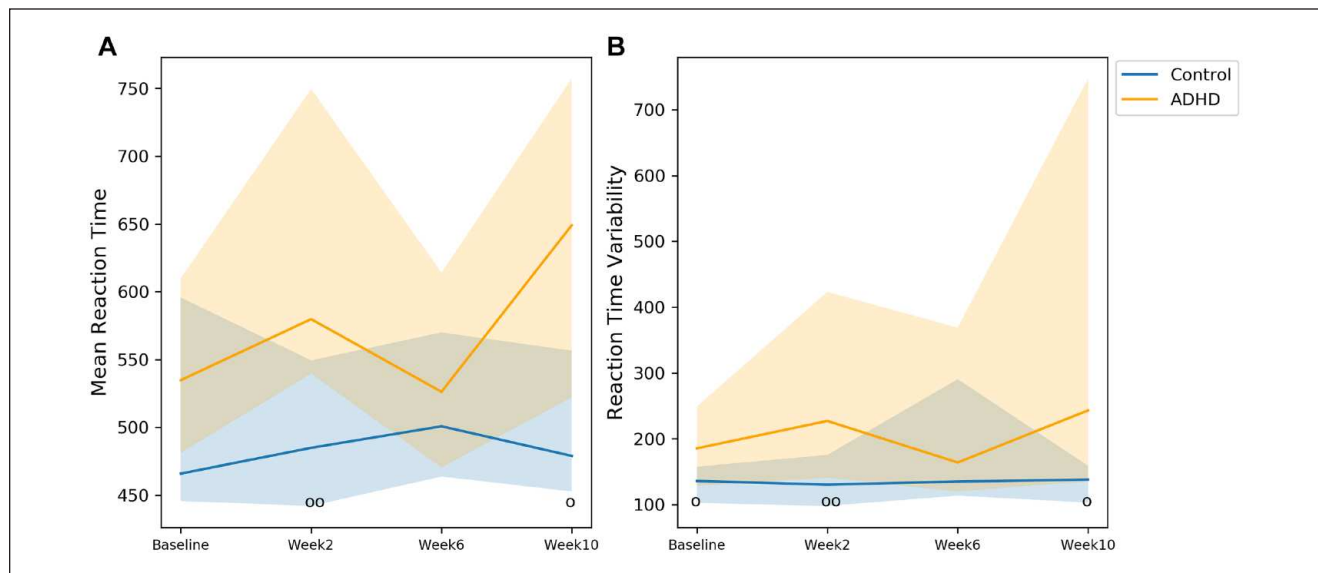 A
Mean Reaction Time
750
700
650
600
550
500
450
oo
o
Baseline Week2 Week6 Week10
B
Reaction Time Variability
700
600
500
400
300
200
100
o
oo
o
Baseline Week2 Week6 Week10
Control
ADHD